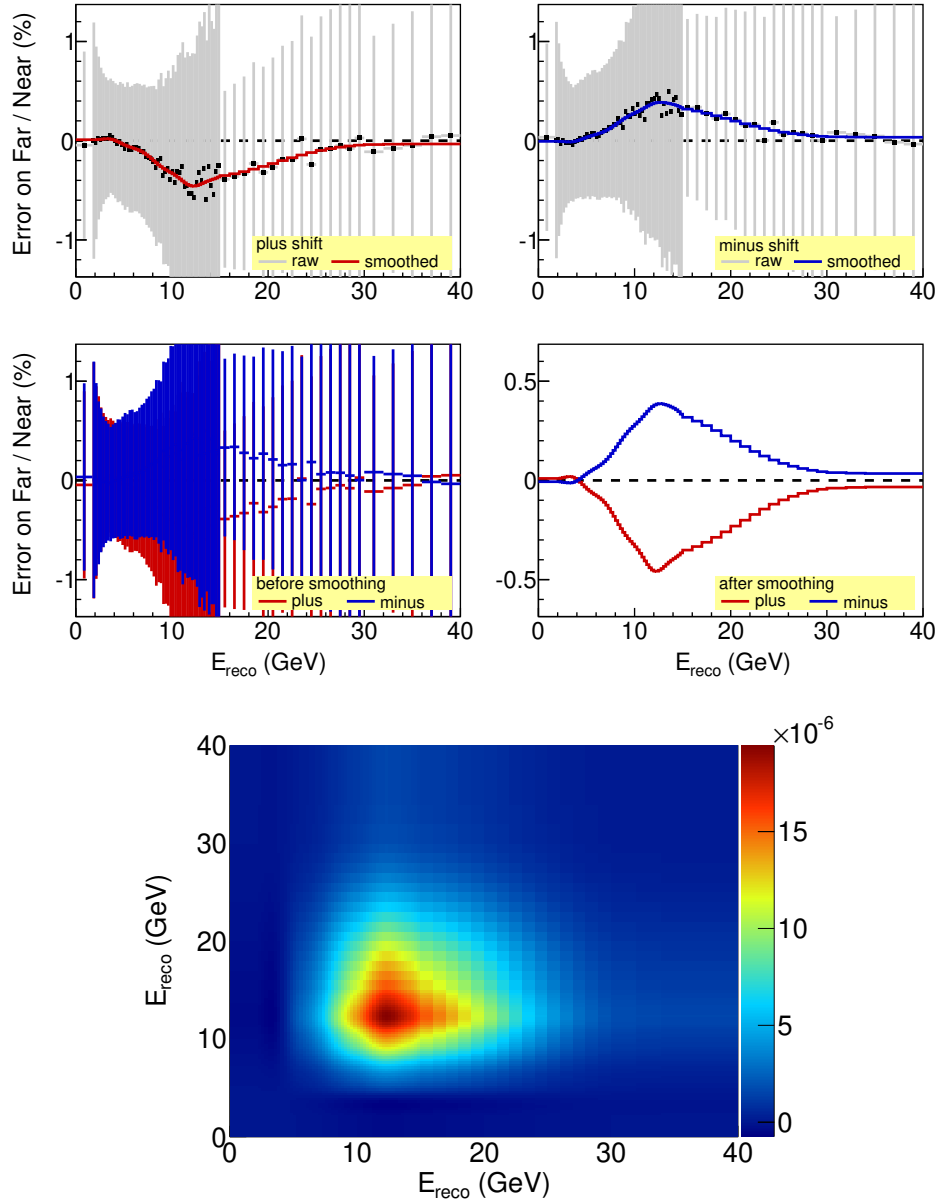 Error on Far / Near (%)
1
0
-1
plus shift
raw smoothed
0 10 20 30 40
1
0
-1
minus shift
raw smoothed
0 10 20 30 40
Error on Far / Near (%)
1
0
-1
before smoothing
plus minus
0 10 20 30 40
E_reco (GeV)
0.5
0
-0.5
after smoothing
plus minus
0 10 20 30 40
E_reco (GeV)
×10^-6
E_reco (GeV)
40
30
20
10
0
0 10 20 30 40
E_reco (GeV)
15
10
5
0